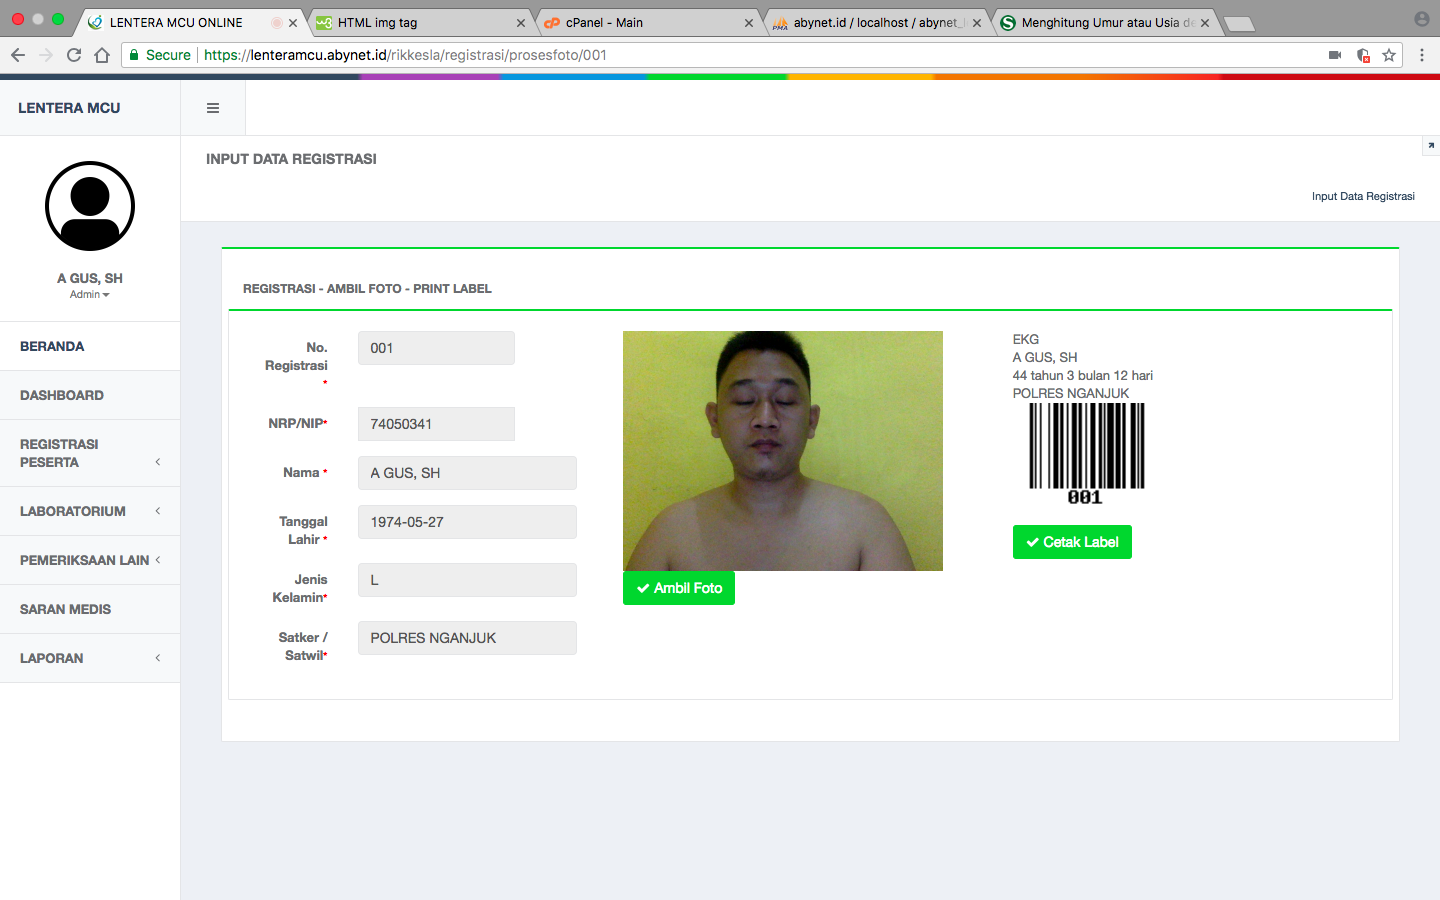 LENTERA MCU ONLINE
HTML img tag
cPanel - Main
abynet.id / localhost / abynet_
Menghitung Umur atau Usia de
Secure
https://lenteramcu.abynet.id/rikkesla/registrasi/prosesfoto/001
LENTERA MCU
INPUT DATA REGISTRASI
Input Data Registrasi
A GUS, SH
Admin
BERANDA
DASHBOARD
REGISTRASI
PESERTA
LABORATORIUM
PEMERIKSAAN LAIN
SARAN MEDIS
LAPORAN
REGISTRASI - AMBIL FOTO - PRINT LABEL
No.
Registrasi
*
001
NRP/NIP*
74050341
Nama *
A GUS, SH
Tanggal
Lahir *
1974-05-27
Jenis
Kelamin*
L
Satker /
Satwil*
POLRES NGANJUK
Ambil Foto
EKG
A GUS, SH
44 tahun 3 bulan 12 hari
POLRES NGANJUK
001
Cetak Label